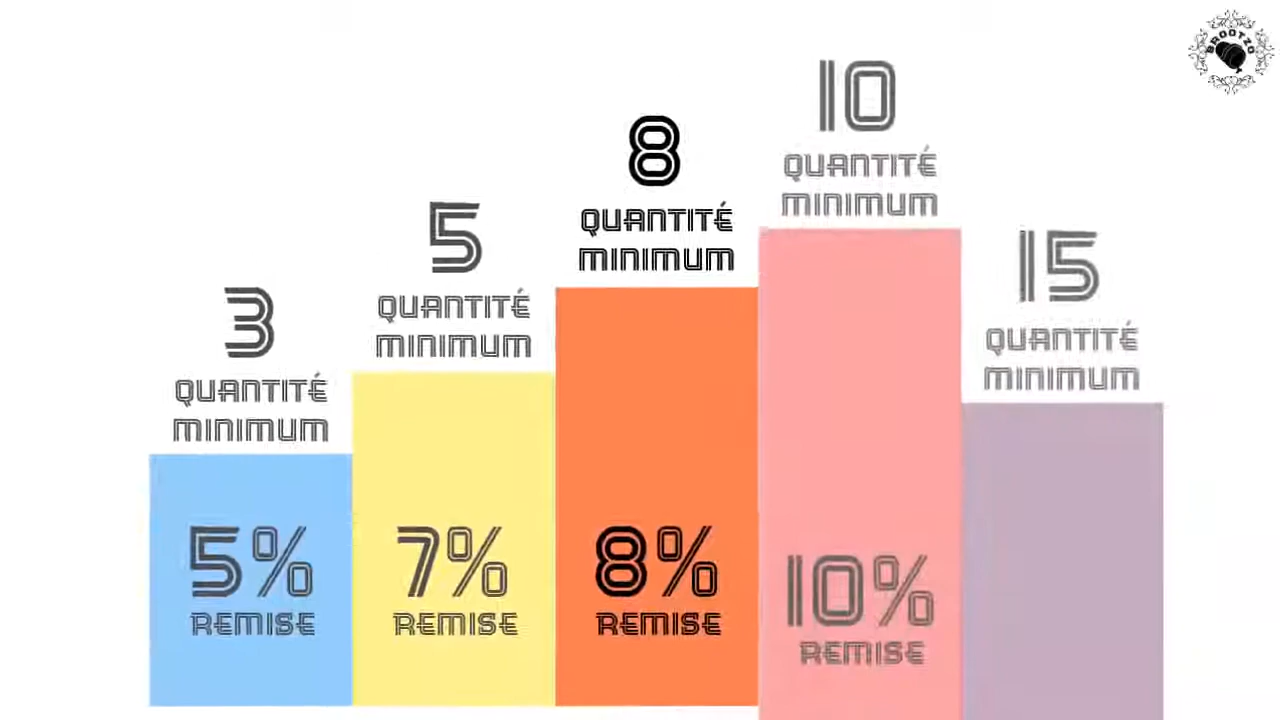 BROOTZO
10
QUANTITÉ
MINIMUM
8
QUANTITÉ
MINIMUM
5
QUANTITÉ
MINIMUM
15
QUANTITÉ
MINIMUM
3
QUANTITÉ
MINIMUM
5%
REMISE
7%
REMISE
8%
REMISE
10%
REMISE